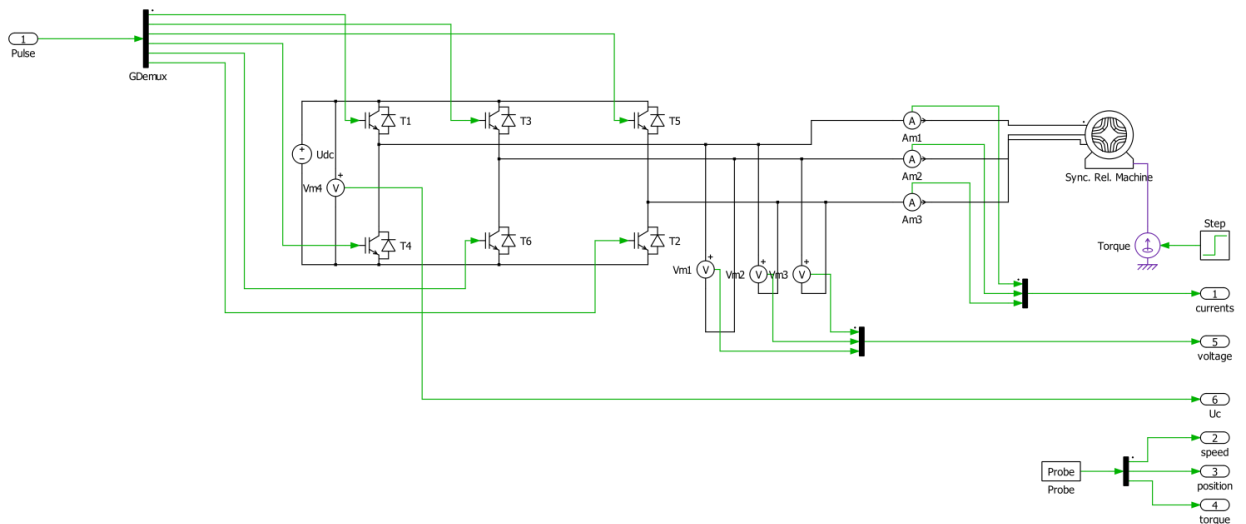 1
Pulse
GDemux
T1
T3
T5
Udc
+
−
Vm4
+
V
T4
T6
T2
A
Am1
A
Am2
A
Am3
Sync. Rel. Machine
Torque
Step
Vm1
+
V
Vm2
+
V
Vm3
+
V
1
currents
5
voltage
6
Uc
2
speed
Probe
Probe
3
position
4
torque